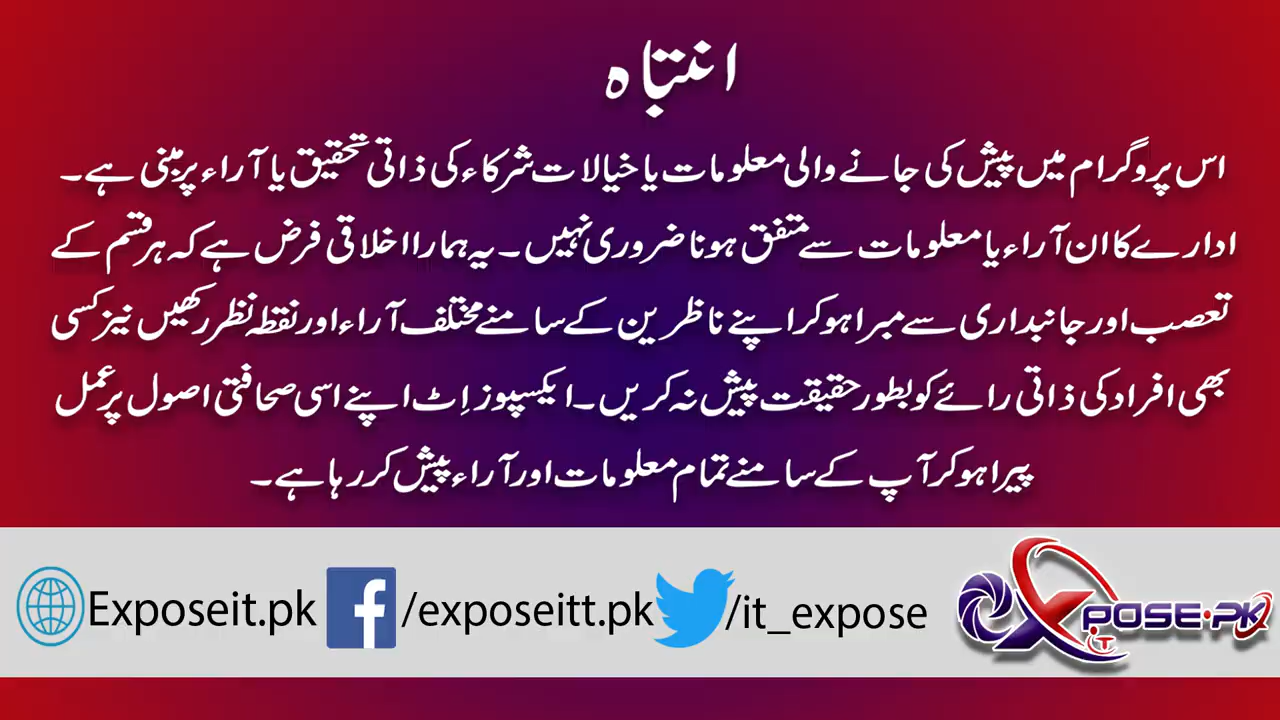 انتباہ
اس پروگرام میں پیش کی جانے والی معلومات یا خیالات شرکاء کی ذاتی تحقیق یا آراء پر مبنی ہے۔
ادارے کا ان آراء یا معلومات سے متفق ہونا ضروری نہیں۔ یہ ہمارا اخلاقی فرض ہے کہ ہر قسم کے
تعصب اور جانبداری سے مبرا ہو کر اپنے ناظرین کے سامنے مختلف آراء اور نقطہ نظر رکھیں نیز کسی
بھی افراد کی ذاتی رائے کو بطور حقیقت پیش نہ کریں۔ ایکسپوز اِٹ اپنے اسی صحافتی اصول پر عمل
پیرا ہو کر آپ کے سامنے تمام معلومات اور آراء پیش کر رہا ہے۔
Exposeit.pk /exposeitt.pk /it_expose
eXPOSE.PK
iT